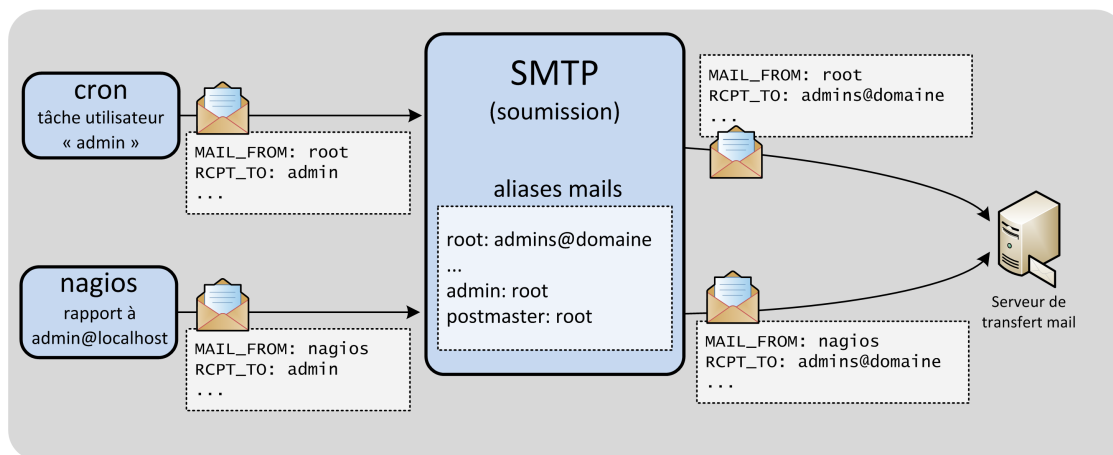 cron
tâche utilisateur
« admin »
MAIL_FROM: root
RCPT_TO: admin
...
nagios
rapport à
admin@localhost
MAIL_FROM: nagios
RCPT_TO: admin
...
SMTP
(soumission)
aliases mails
root: admins@domaine
...
admin: root
postmaster: root
MAIL_FROM: root
RCPT_TO: admins@domaine
...
MAIL_FROM: nagios
RCPT_TO: admins@domaine
...
Serveur de
transfert mail